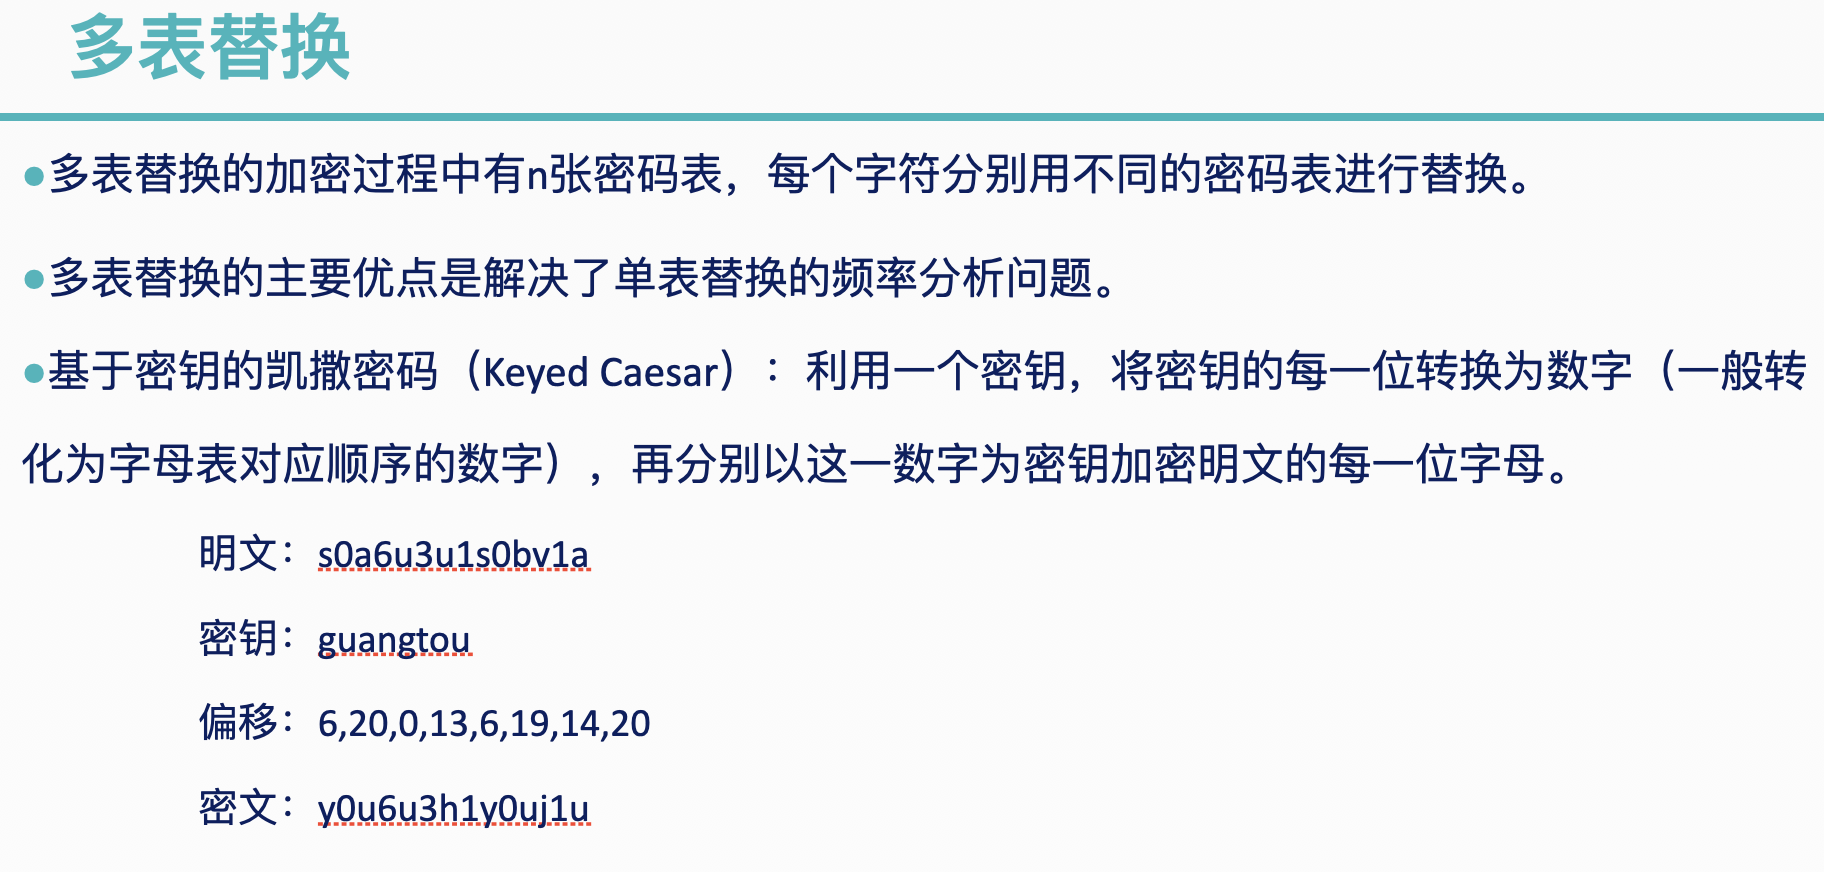 多表替换
●多表替换的加密过程中有n张密码表，每个字符分别用不同的密码表进行替换。
●多表替换的主要优点是解决了单表替换的频率分析问题。
●基于密钥的凯撒密码（Keyed Caesar）：利用一个密钥，将密钥的每一位转换为数字（一般转
化为字母表对应顺序的数字），再分别以这一数字为密钥加密明文的每一位字母。
明文：s0a6u3u1s0bv1a
密钥：guangtou
偏移：6,20,0,13,6,19,14,20
密文：y0u6u3h1y0uj1u